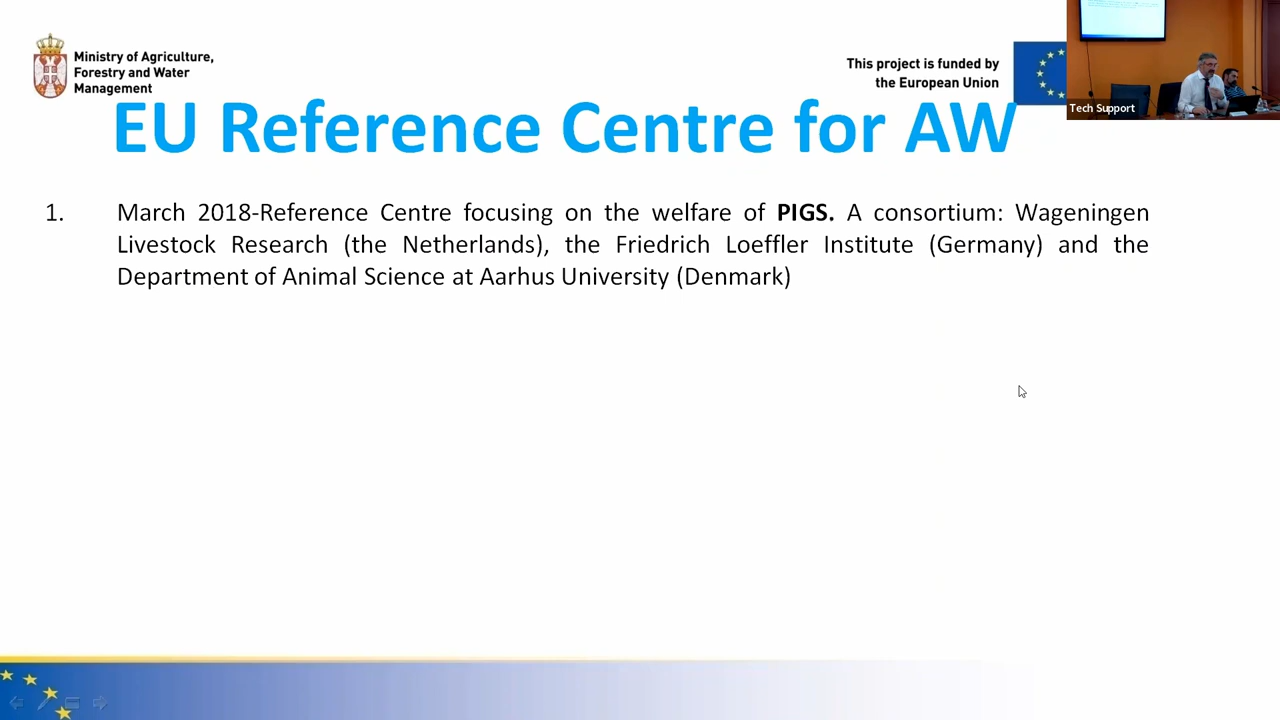 Ministry of Agriculture,
Forestry and Water
Management
This project is funded by
the European Union
Tech Support
EU Reference Centre for AW
1. March 2018-Reference Centre focusing on the welfare of PIGS. A consortium: Wageningen
Livestock Research (the Netherlands), the Friedrich Loeffler Institute (Germany) and the
Department of Animal Science at Aarhus University (Denmark)